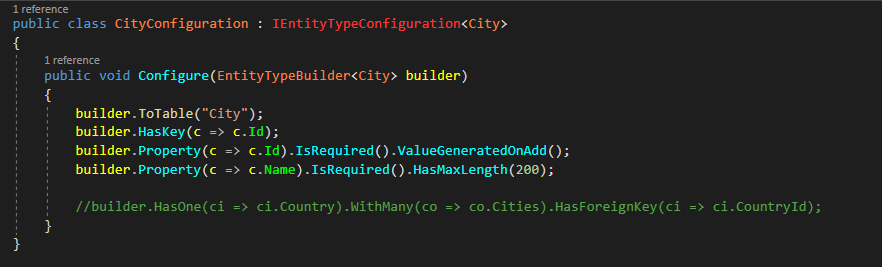 1 reference
public class CityConfiguration : IEntityTypeConfiguration<City>
{
1 reference
public void Configure(EntityTypeBuilder<City> builder)
{
builder.ToTable("City");
builder.HasKey(c => c.Id);
builder.Property(c => c.Id).IsRequired().ValueGeneratedOnAdd();
builder.Property(c => c.Name).IsRequired().HasMaxLength(200);
//builder.HasOne(ci => ci.Country).WithMany(co => co.Cities).HasForeignKey(ci => ci.CountryId);
}
}